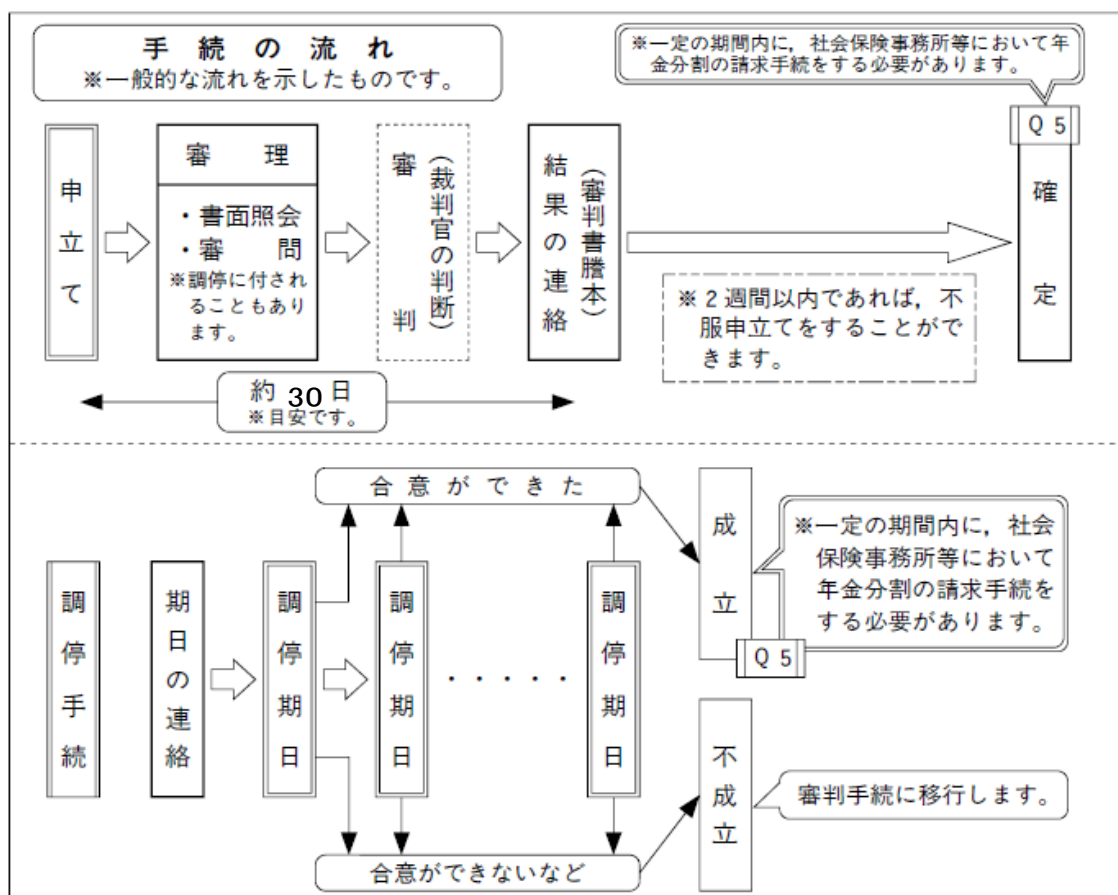 手続の流れ
※一般的な流れを示したものです。
※一定の期間内に，社会保険事務所等において年
金分割の請求手続をする必要があります。
Q 5
申立て
審理
・書面照会
・審問
※調停に付され
ることもあり
ます。
審判
（裁判官の判断）
結果の連絡
（審判書謄本）
確定
※２週間以内であれば，不
服申立てをすることがで
きます。
約 30 日
※目安です。
合意ができた
調停手続
期日の連絡
調停期日
調停期日
・・・・・
調停期日
成立
※一定の期間内に，社会
保険事務所等において
年金分割の請求手続を
する必要があります。
Q 5
不成立
審判手続に移行します。
合意ができないなど